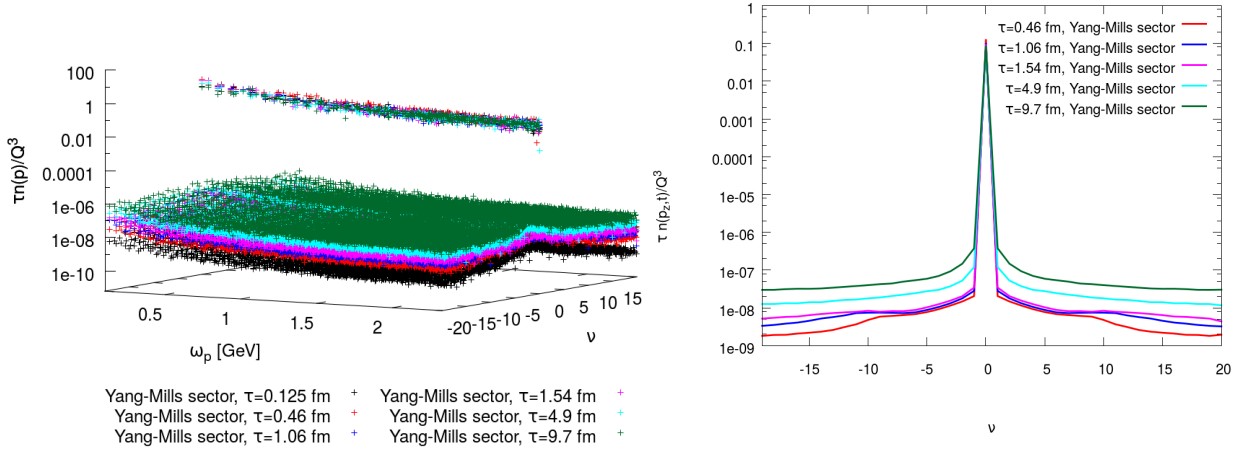 100
1
0.01
0.0001
1e-06
1e-08
1e-10
τn(p)/Q³
0.5
1
1.5
2
ωp [GeV]
-20
-15
-10
-5
0
5
10
15
ν
Yang-Mills sector, τ=0.125 fm
Yang-Mills sector, τ=0.46 fm
Yang-Mills sector, τ=1.06 fm
Yang-Mills sector, τ=1.54 fm
Yang-Mills sector, τ=4.9 fm
Yang-Mills sector, τ=9.7 fm
τ n(pz,t)/Q³
1
0.1
0.01
0.001
0.0001
1e-05
1e-06
1e-07
1e-08
1e-09
τ=0.46 fm, Yang-Mills sector
τ=1.06 fm, Yang-Mills sector
τ=1.54 fm, Yang-Mills sector
τ=4.9 fm, Yang-Mills sector
τ=9.7 fm, Yang-Mills sector
-15
-10
-5
0
5
10
15
20
ν